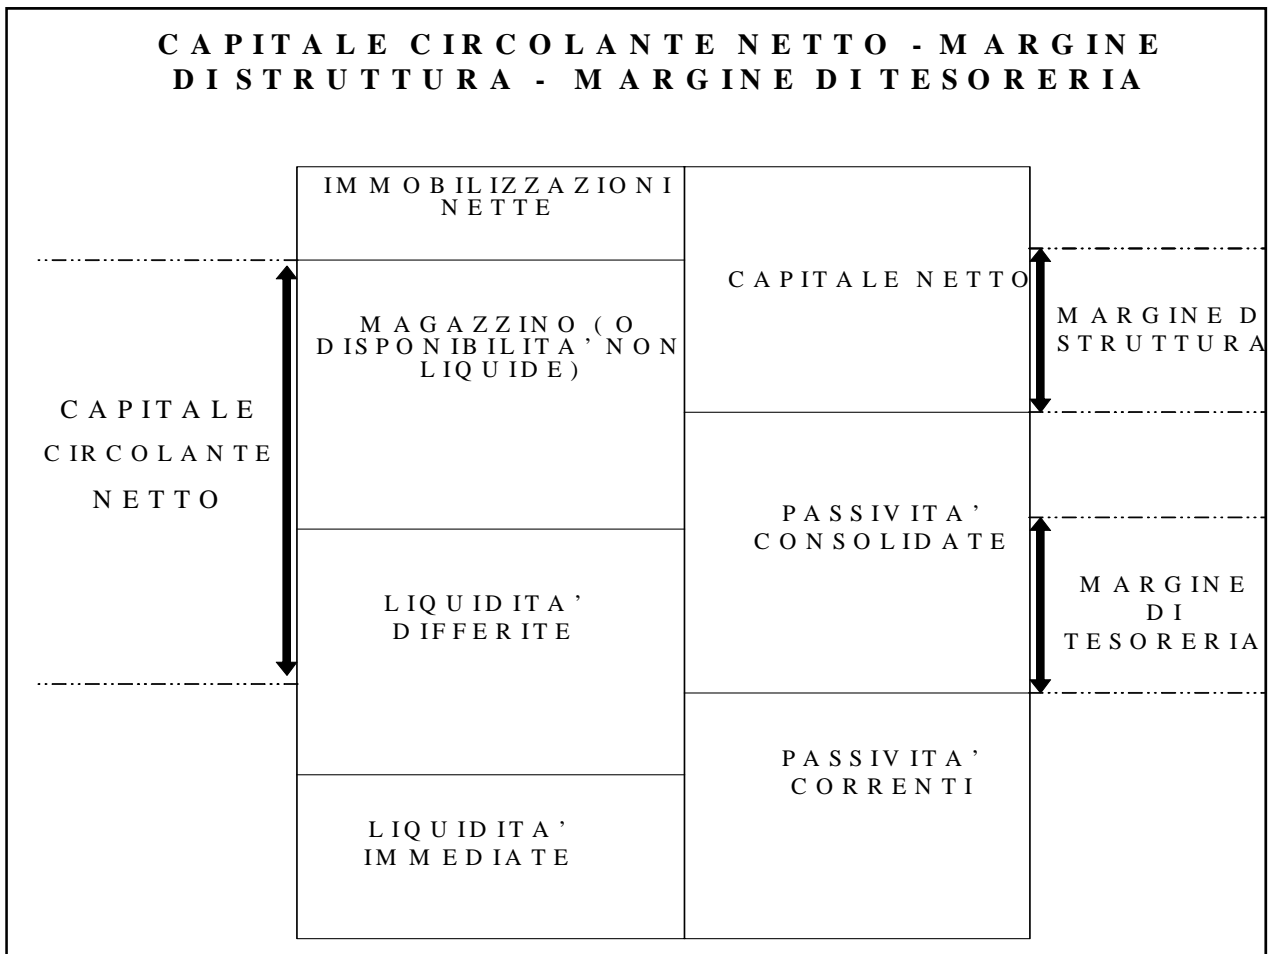 CAPITALE CIRCOLANTE NETTO - MARGINE
DI STRUTTURA - MARGINE DI TESORERIA
IMMOBILIZZAZIONI
NETTE
CAPITALE NETTO
MAGAZZINO (O
DISPONIBILITA’ NON
LIQUIDE)
MARGINE D
STRUTTURA
CAPITALE
CIRCOLANTE
NETTO
PASSIVITA’
CONSOLIDATE
LIQUIDITA’
DIFFERITE
MARGINE
DI
TESORERIA
PASSIVITA’
CORRENTI
LIQUIDITA’
IMMEDIATE